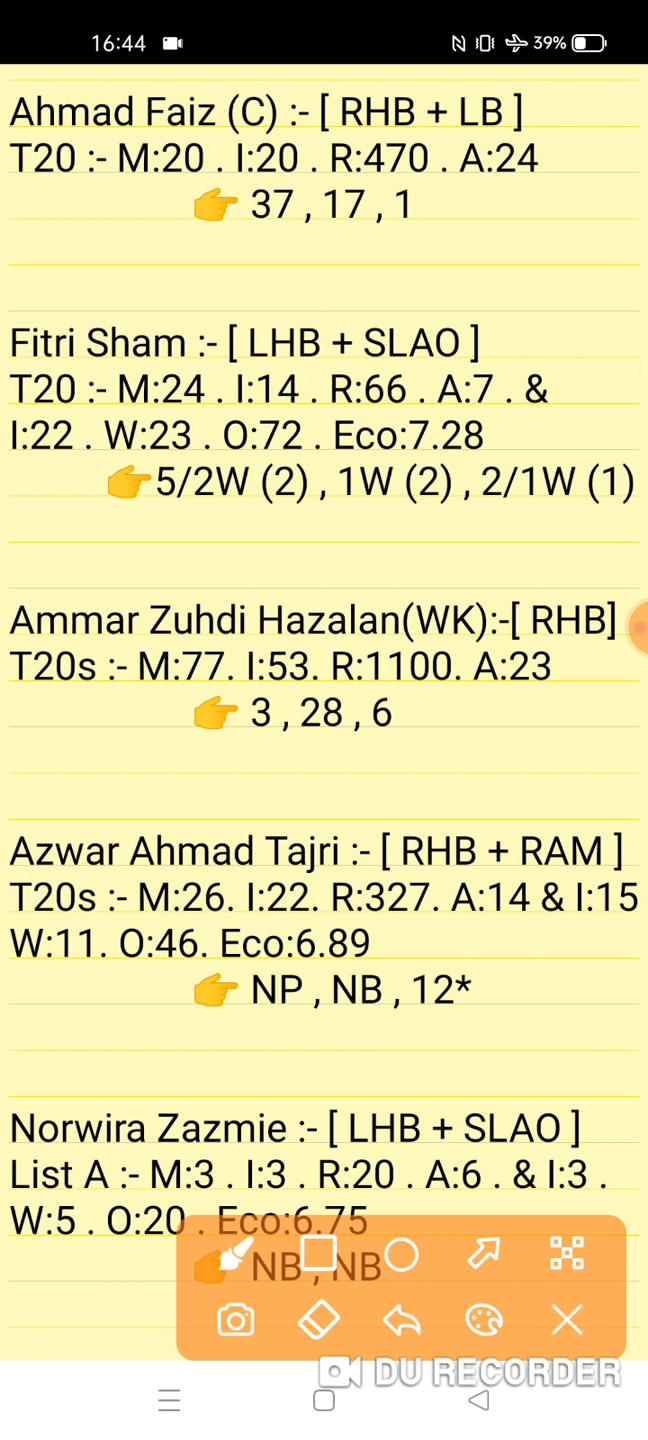 16:44 39%
Ahmad Faiz (C) :- [ RHB + LB ]
T20 :- M:20 . I:20 . R:470 . A:24
👉 37 , 17 , 1
Fitri Sham :- [ LHB + SLAO ]
T20 :- M:24 . I:14 . R:66 . A:7 . &
I:22 . W:23 . O:72 . Eco:7.28
👉5/2W (2) , 1W (2) , 2/1W (1)
Ammar Zuhdi Hazalan(WK):-[ RHB]
T20s :- M:77. I:53. R:1100. A:23
👉 3 , 28 , 6
Azwar Ahmad Tajri :- [ RHB + RAM ]
T20s :- M:26. I:22. R:327. A:14 & I:15
W:11. O:46. Eco:6.89
👉 NP , NB , 12*
Norwira Zazmie :- [ LHB + SLAO ]
List A :- M:3 . I:3 . R:20 . A:6 . & I:3 .
W:5 . O:20 . Eco:6.75
👉 NB , NB
DU RECORDER